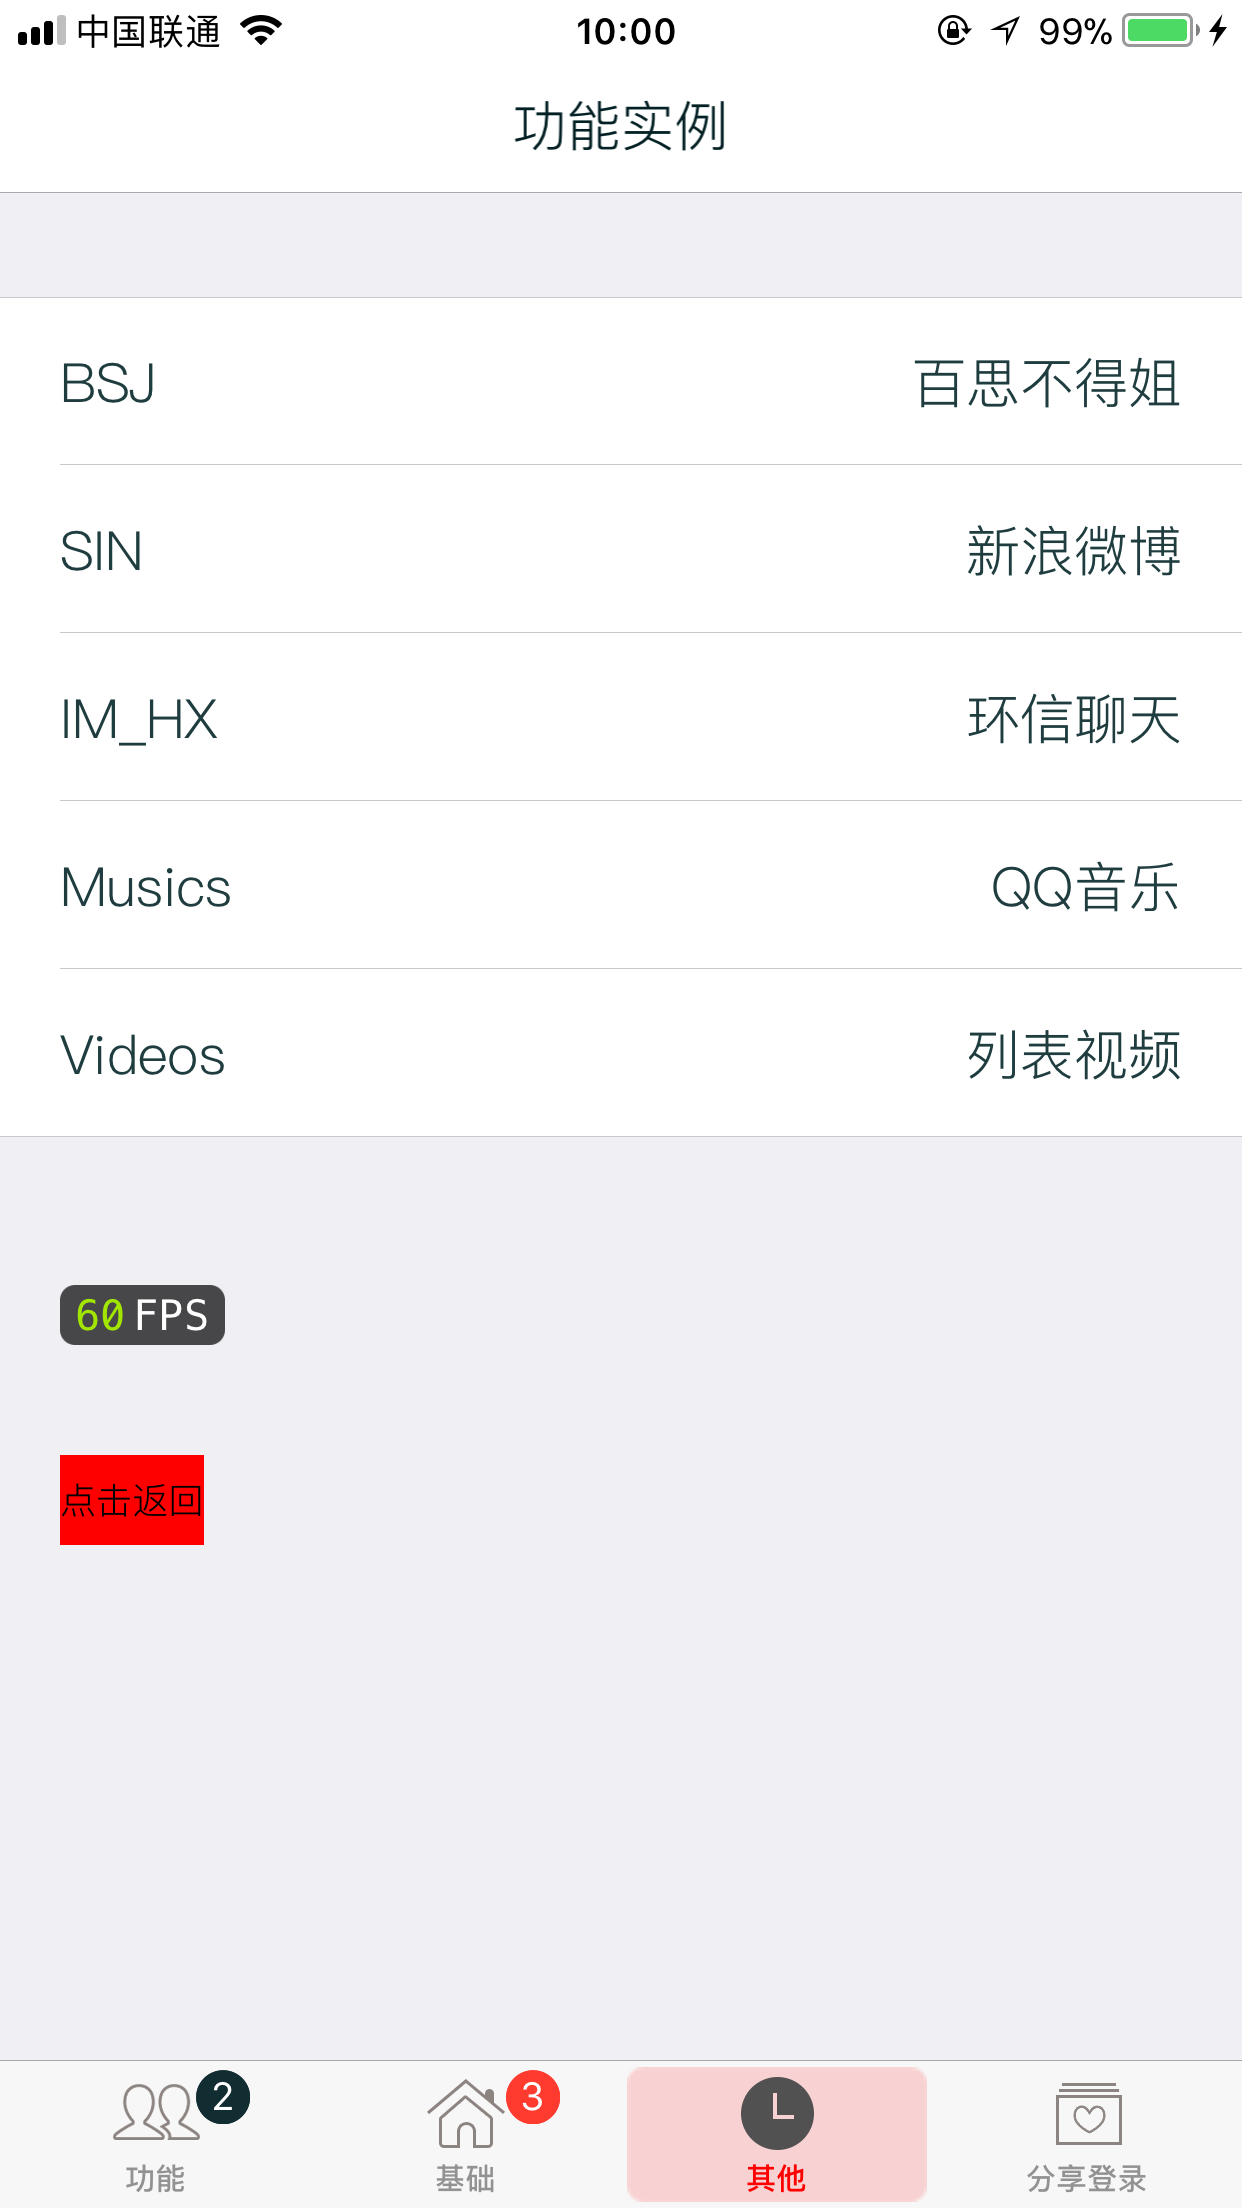 中国联通 10:00 99%
功能实例
BSJ 百思不得姐
SIN 新浪微博
IM_HX 环信聊天
Musics QQ音乐
Videos 列表视频
60 FPS
点击返回
2 3
功能 基础 其他 分享登录